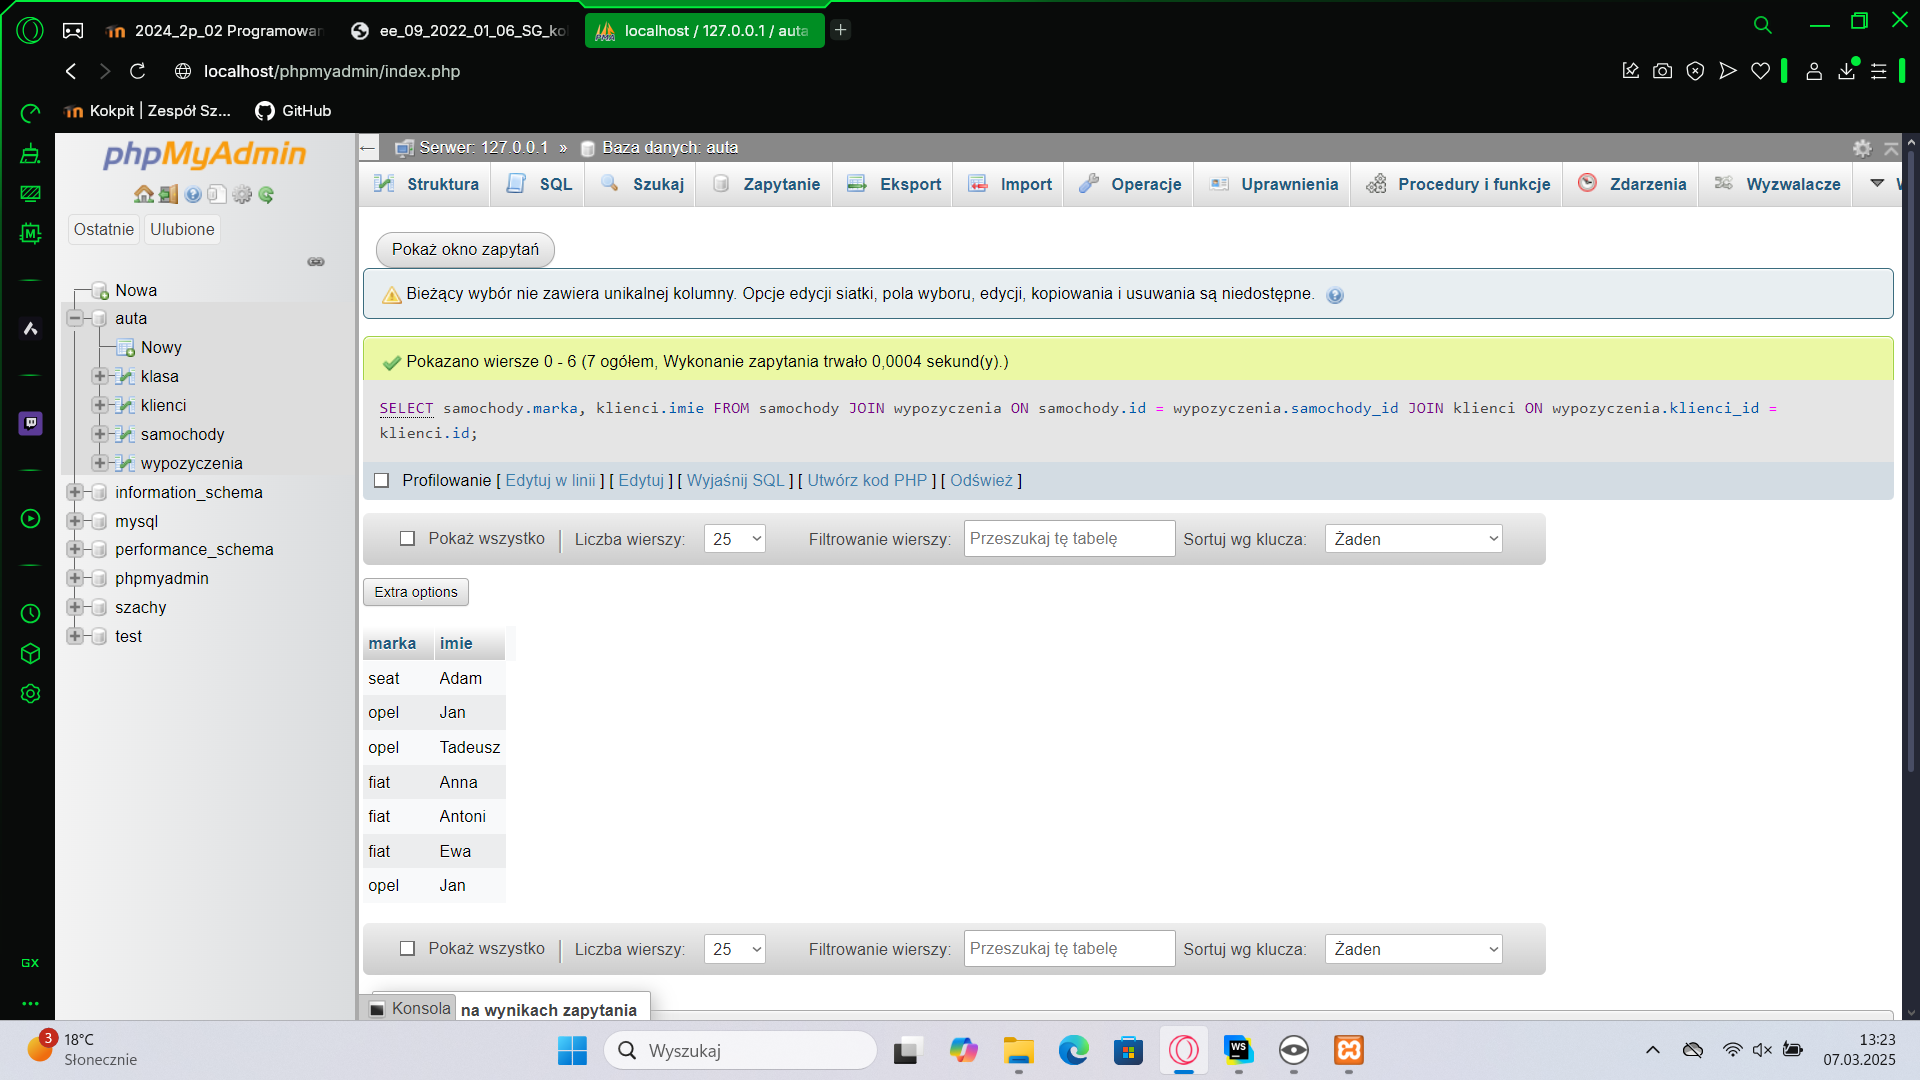 2024_2p_02 Programowan
ee_09_2022_01_06_SG_ko
localhost / 127.0.0.1 / auta
localhost/phpmyadmin/index.php
Kokpit | Zespół Sz...
GitHub
phpMyAdmin
Ostatnie
Ulubione
Nowa
auta
Nowy
klasa
klienci
samochody
wypozyczenia
information_schema
mysql
performance_schema
phpmyadmin
szachy
test
Serwer: 127.0.0.1 » Baza danych: auta
Struktura
SQL
Szukaj
Zapytanie
Eksport
Import
Operacje
Uprawnienia
Procedury i funkcje
Zdarzenia
Wyzwalacze
Pokaż okno zapytań
Bieżący wybór nie zawiera unikalnej kolumny. Opcje edycji siatki, pola wyboru, edycji, kopiowania i usuwania są niedostępne.
Pokazano wiersze 0 - 6 (7 ogółem, Wykonanie zapytania trwało 0,0004 sekund(y).)
SELECT samochody.marka, klienci.imie FROM samochody JOIN wypozyczenia ON samochody.id = wypozyczenia.samochody_id JOIN klienci ON wypozyczenia.klienci_id =
klienci.id;
Profilowanie [ Edytuj w linii ] [ Edytuj ] [ Wyjaśnij SQL ] [ Utwórz kod PHP ] [ Odśwież ]
Pokaż wszystko | Liczba wierszy: 25 Filtrowanie wierszy: Przeszukaj tę tabelę Sortuj wg klucza: Żaden
Extra options
marka imie
seat Adam
opel Jan
opel Tadeusz
fiat Anna
fiat Antoni
fiat Ewa
opel Jan
Pokaż wszystko | Liczba wierszy: 25 Filtrowanie wierszy: Przeszukaj tę tabelę Sortuj wg klucza: Żaden
Konsola
na wynikach zapytania
GX
3
18°C
Słonecznie
Wyszukaj
WS
13:23
07.03.2025